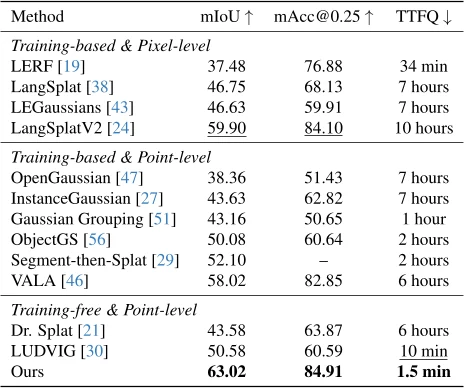 Method mIoU ↑ mAcc@0.25 ↑ TTFQ ↓
Training-based & Pixel-level
LERF [19] 37.48 76.88 34 min
LangSplat [38] 46.75 68.13 7 hours
LEGaussians [43] 46.63 59.91 7 hours
LangSplatV2 [24] 59.90 84.10 10 hours
Training-based & Point-level
OpenGaussian [47] 38.36 51.43 7 hours
InstanceGaussian [27] 43.63 62.82 7 hours
Gaussian Grouping [51] 43.16 50.65 1 hour
ObjectGS [56] 50.08 60.64 2 hours
Segment-then-Splat [29] 52.10 – 2 hours
VALA [46] 58.02 82.85 6 hours
Training-free & Point-level
Dr. Splat [21] 43.58 63.87 6 hours
LUDVIG [30] 50.58 60.59 10 min
Ours 63.02 84.91 1.5 min